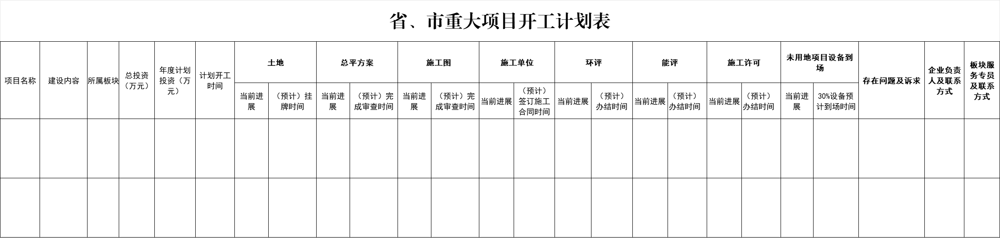 省、市重大项目开工计划表
项目名称
建设内容
所属板块
总投资
（万元）
年度计划
投资（万
元）
计划开工
时间
土地
总平方案
施工图
施工单位
环评
能评
施工许可
未用地项目设备到
场
存在问题及诉求
企业负责
人及联系
方式
板块服
务专员
及联系
方式
当前进
展
（预计）挂
牌时间
当前进
展
（预计）完
成审查时间
当前进
展
（预计）完
成审查时间
当前进展
（预计）
签订施工
合同时间
当前进展
（预计）
办结时间
当前进展
（预计）
办结时间
当前进展
（预计）
办结时间
当前进
展
30%设备预
计到场时间